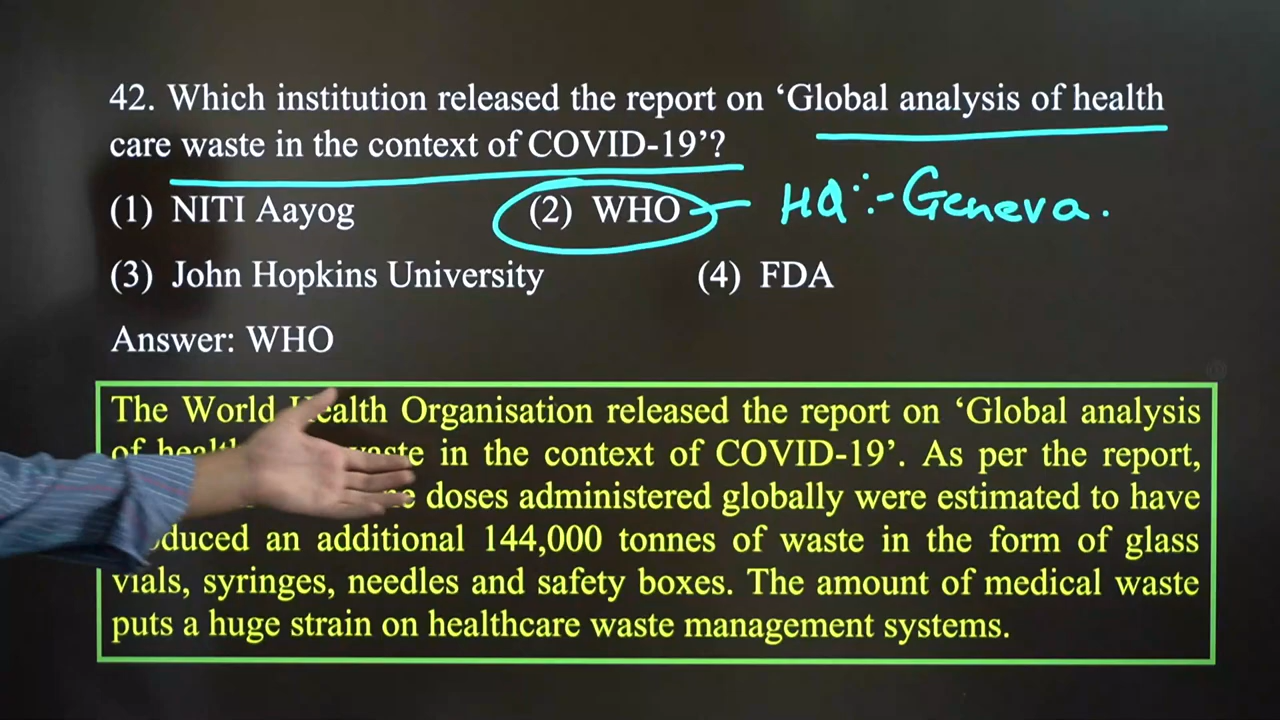 42. Which institution released the report on ‘Global analysis of health
care waste in the context of COVID-19’?
(1) NITI Aayog (2) WHO HQ:- Geneva.
(3) John Hopkins University (4) FDA
Answer: WHO
The World Health Organisation released the report on ‘Global analysis
of waste in the context of COVID-19’. As per the report,
doses administered globally were estimated to have
an additional 144,000 tonnes of waste in the form of glass
vials, syringes, needles and safety boxes. The amount of medical waste
puts a huge strain on healthcare waste management systems.